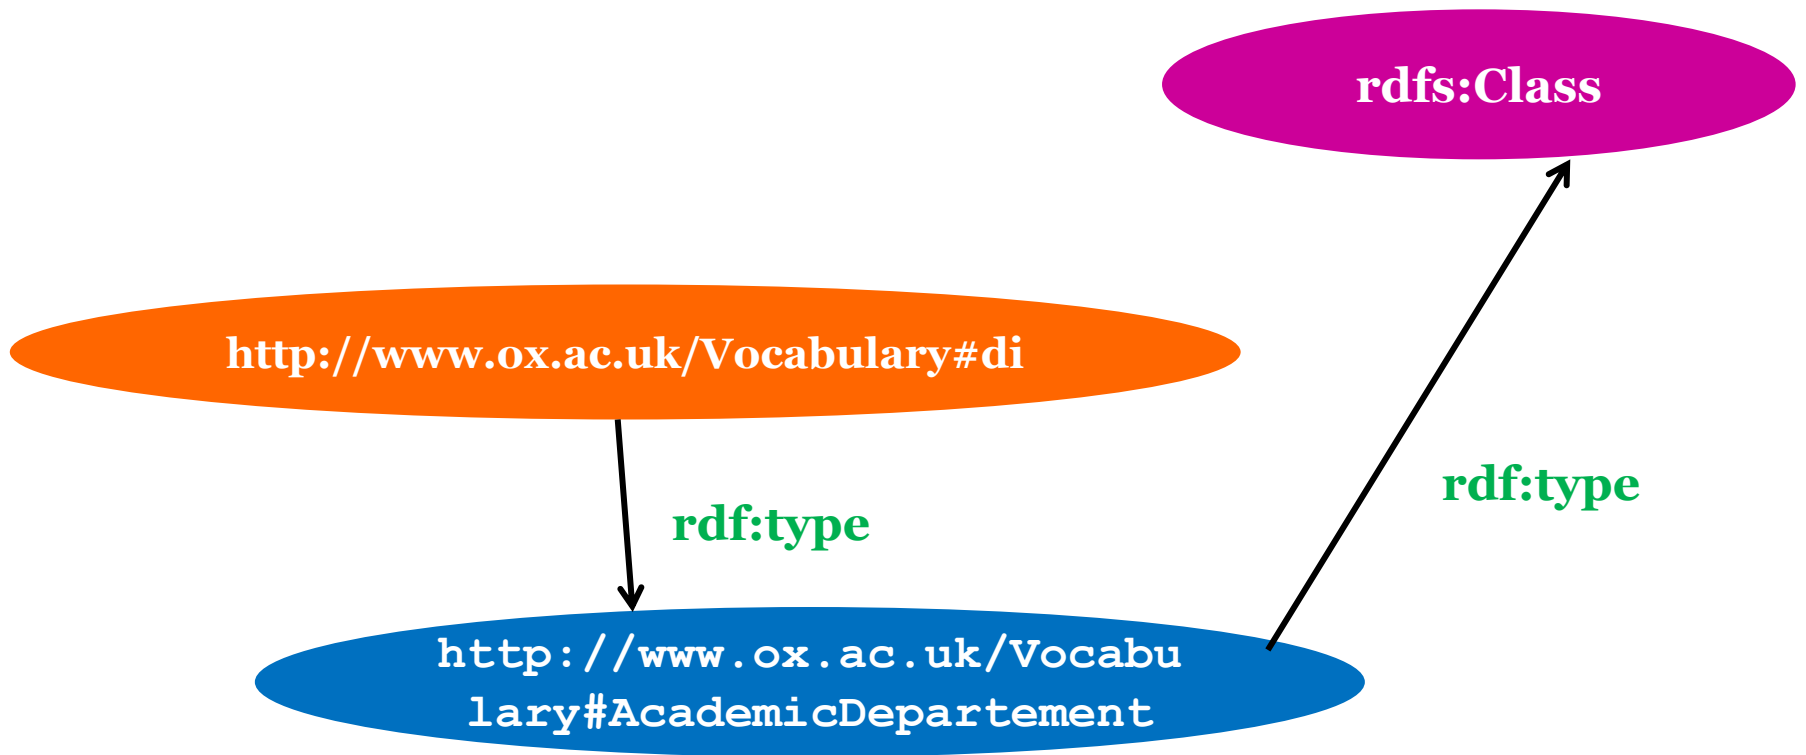 rdfs:Class
http://www.ox.ac.uk/Vocabulary#di
rdf:type
rdf:type
http://www.ox.ac.uk/Vocabu
lary#AcademicDepartement